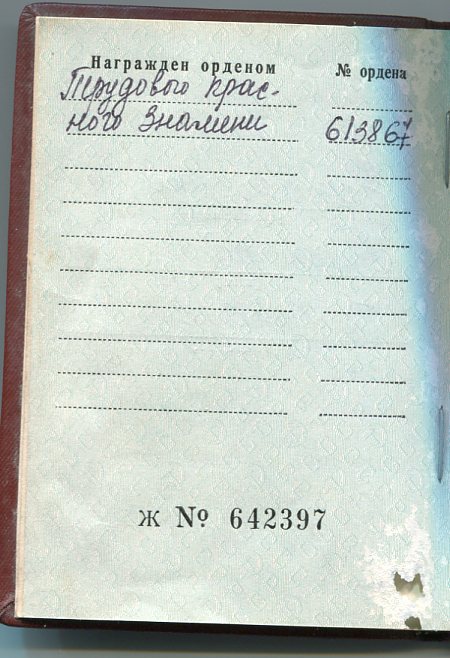 Награжден орденом № ордена
Трудового крас-
ного Знамени 613867
Ж № 642397